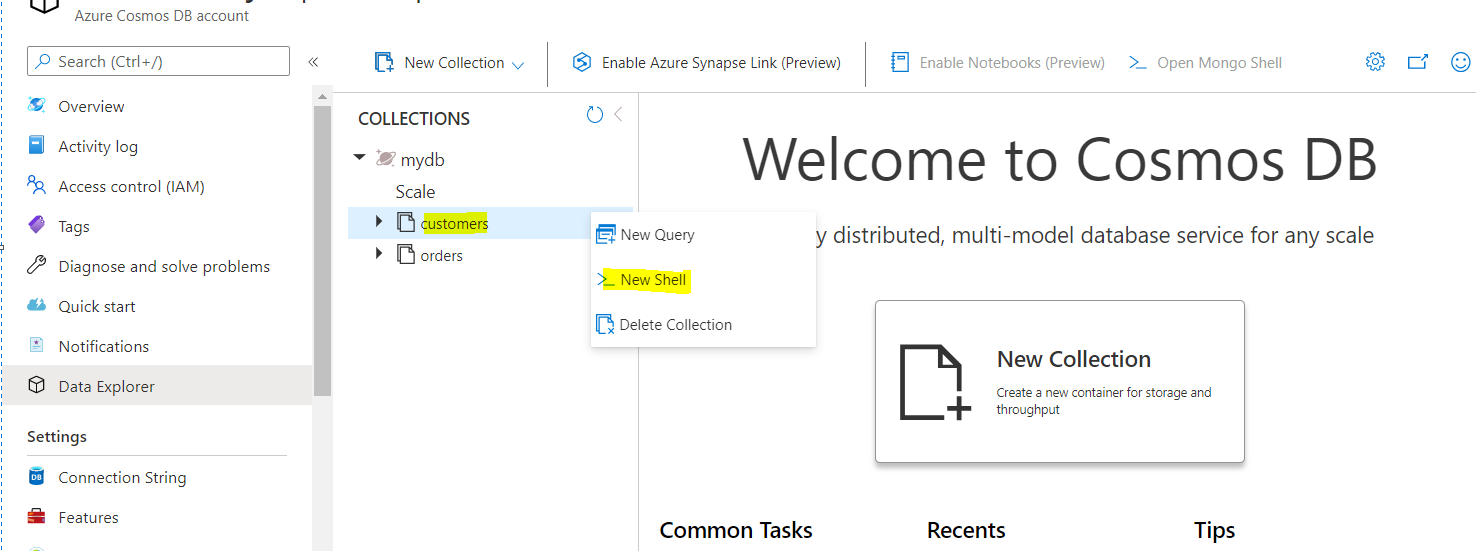 Azure Cosmos DB account
Search (Ctrl+/)
«
New Collection
Enable Azure Synapse Link (Preview)
Enable Notebooks (Preview)
Open Mongo Shell
Overview
Activity log
Access control (IAM)
Tags
Diagnose and solve problems
Quick start
Notifications
Data Explorer
Settings
Connection String
Features
COLLECTIONS
mydb
Scale
customers
orders
New Query
New Shell
Delete Collection
Welcome to Cosmos DB
y distributed, multi-model database service for any scale
New Collection
Create a new container for storage and
throughput
Common Tasks
Recents
Tips